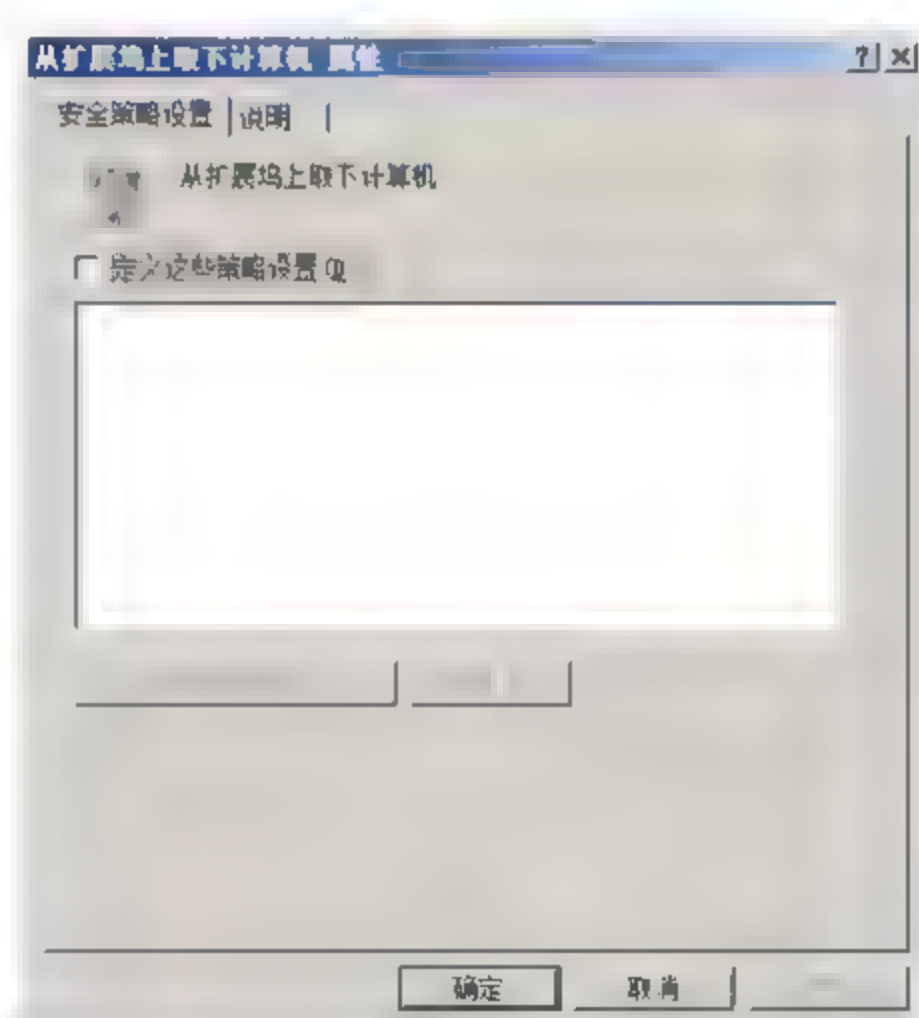 从扩展坞上取下计算机 属性
安全策略设置 说明
从扩展坞上取下计算机
定义这些策略设置
确定 取消